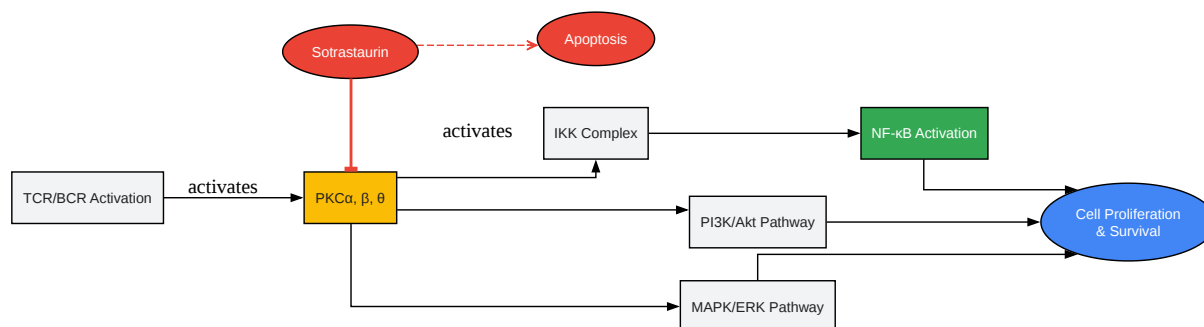 Sotrastaurin
Apoptosis
activates
IKK Complex
NF-κB Activation
TCR/BCR Activation
activates
PKCα, β, θ
PI3K/Akt Pathway
Cell Proliferation
& Survival
MAPK/ERK Pathway